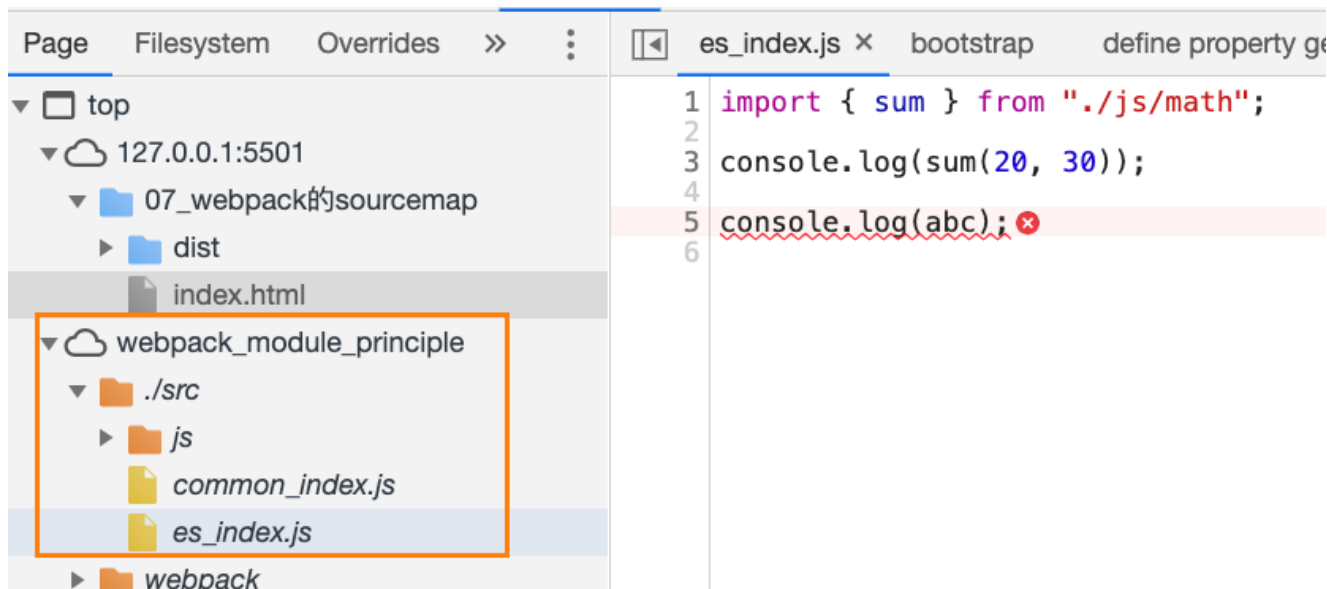 Page Filesystem Overrides »
top
127.0.0.1:5501
07_webpack的sourcemap
dist
index.html
webpack_module_principle
./src
js
common_index.js
es_index.js
webpack
es_index.js × bootstrap define property ge
1 import { sum } from "./js/math";
2
3 console.log(sum(20, 30));
4
5 console.log(abc);
6